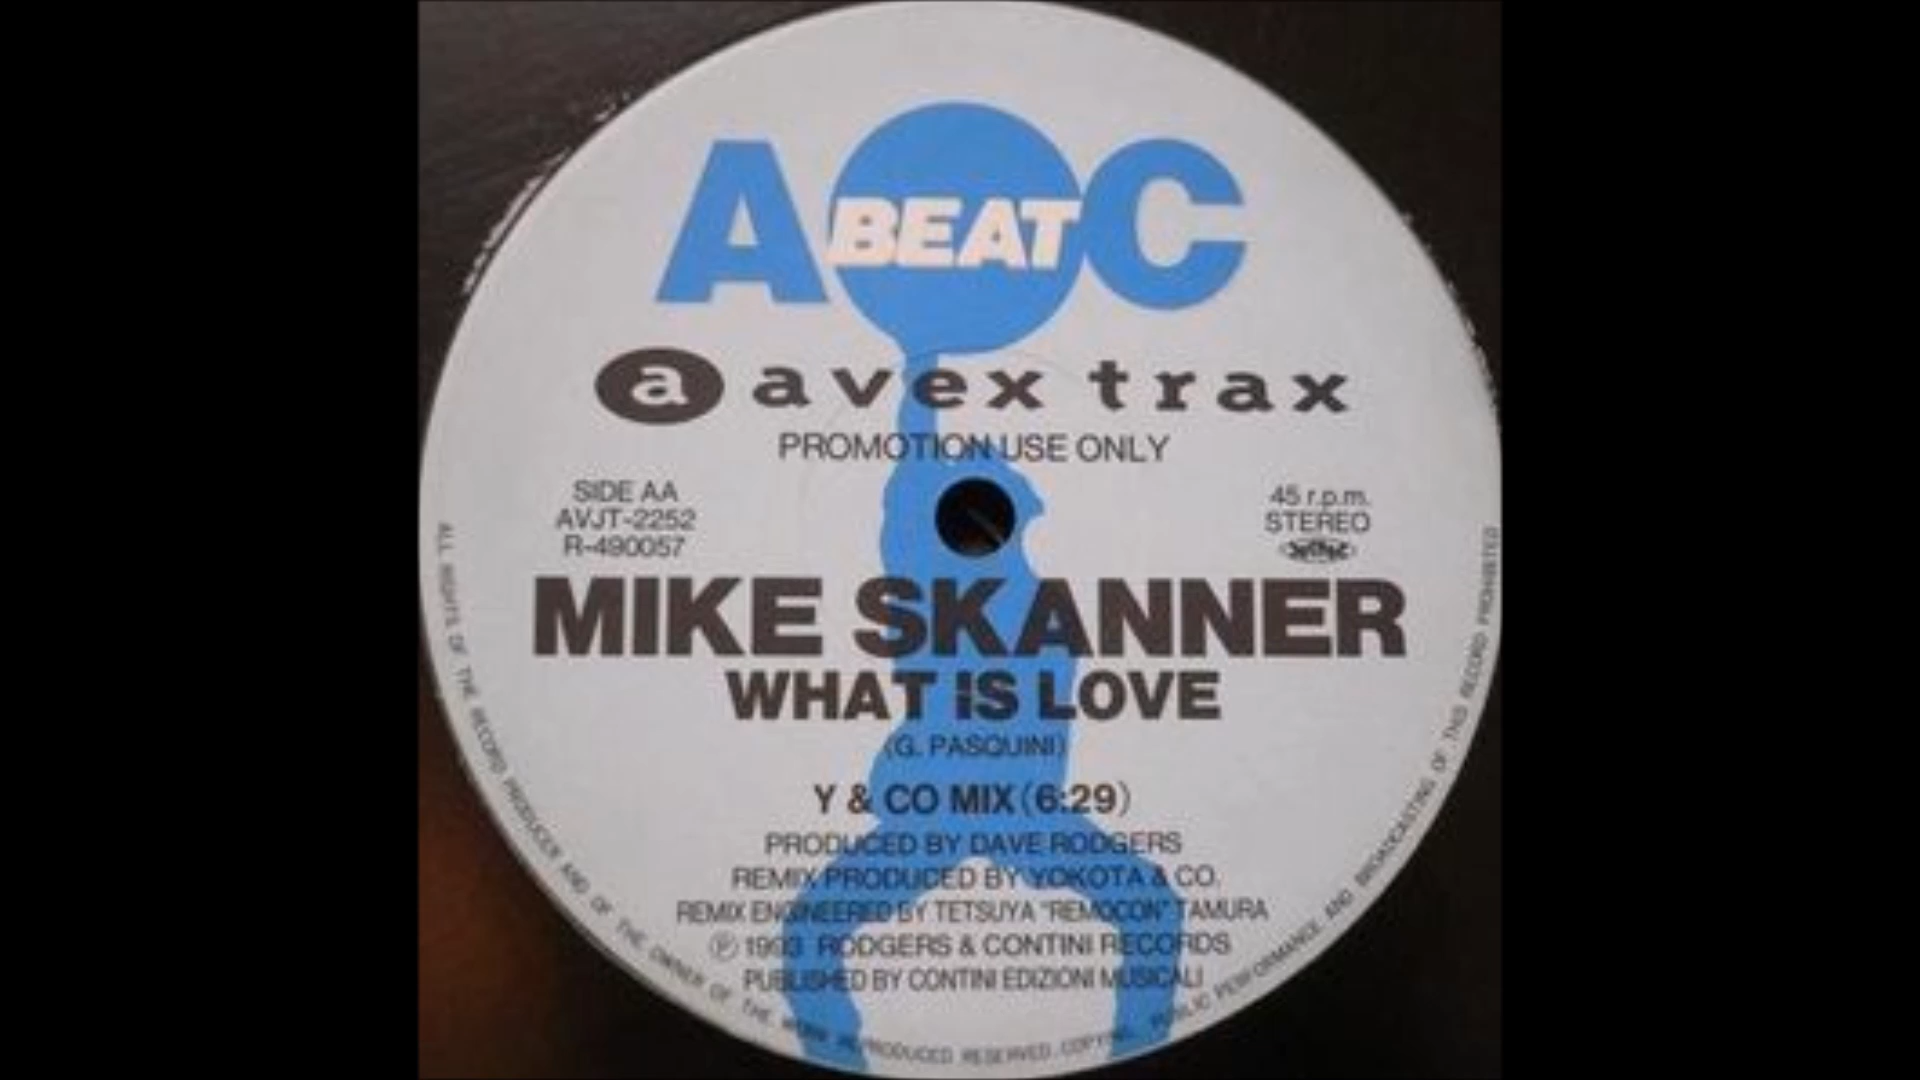 A BEAT C
a avex trax
PROMOTION USE ONLY
SIDE AA
AVJT-2252
R-490057
45 r.p.m.
STEREO
MIKE SKANNER
WHAT IS LOVE
(G. PASQUINI)
Y & CO MIX (6:29)
PRODUCED BY DAVE RODGERS
REMIX PRODUCED BY YOKOTA & CO.
REMIX ENGINEERED BY TETSUYA "REMOCON" TAMURA
Ⓟ 1993 RODGERS & CONTINI RECORDS
PUBLISHED BY CONTINI EDIZIONI MUSICALI
ALL RIGHTS OF THE RECORD PRODUCER AND OF THE OWNER OF THE WORK REPRODUCED RESERVED. COPYING, PUBLIC PERFORMANCE AND BROADCASTING OF THIS RECORD PROHIBITED